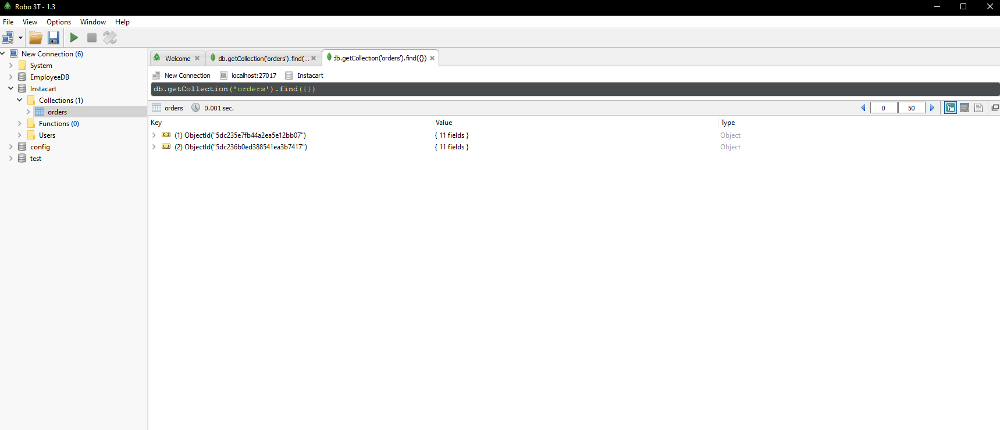 Robo 3T - 1.3
File View Options Window Help
New Connection (6)
System
EmployeeDB
Instacart
Collections (1)
orders
Functions (0)
Users
config
test
Welcome db.getCollection('orders').find(... db.getCollection('orders').find({})
New Connection localhost:27017 Instacart
db.getCollection('orders').find({})
orders 0.001 sec. 0 50
Key Value Type
(1) ObjectId("5dc235e7fb44a2ea5e12bb07") { 11 fields } Object
(2) ObjectId("5dc236b0ed388541ea3b7417") { 11 fields } Object